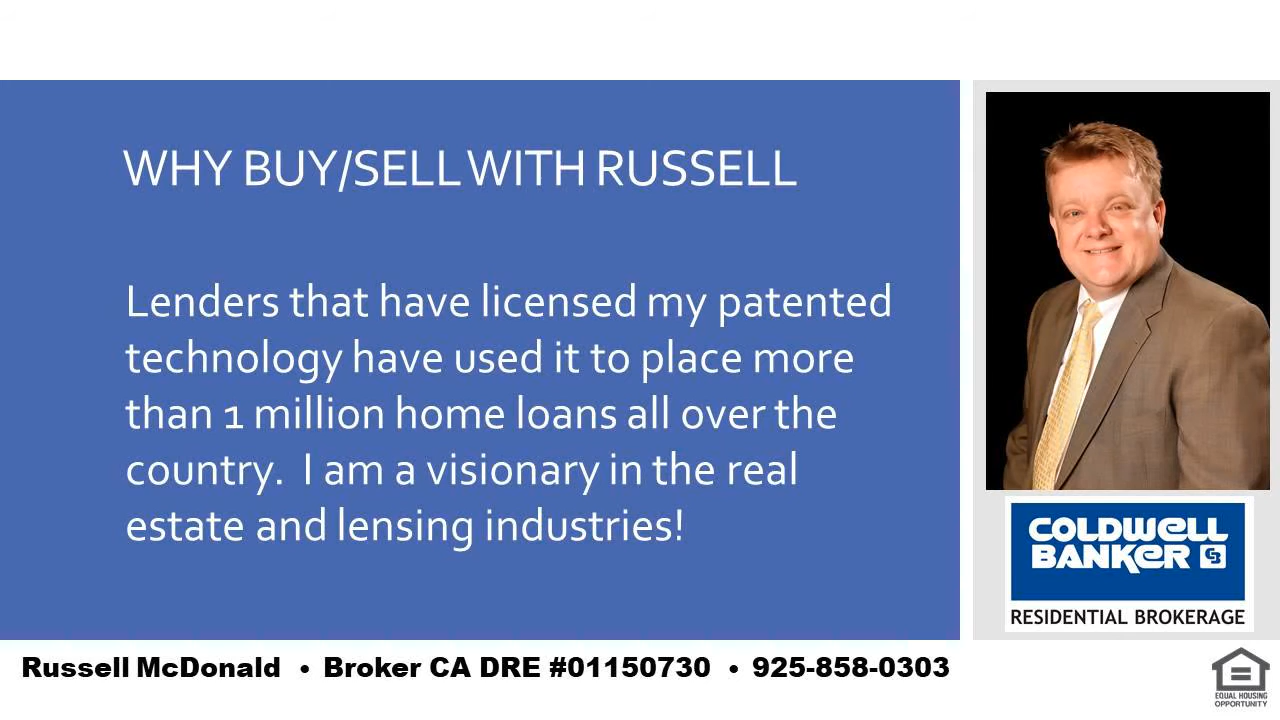 WHY BUY/SELL WITH RUSSELL
Lenders that have licensed my patented
technology have used it to place more
than 1 million home loans all over the
country.  I am a visionary in the real
estate and lensing industries!
COLDWELL
BANKER CB
RESIDENTIAL BROKERAGE
Russell McDonald • Broker CA DRE #01150730 • 925-858-0303
EQUAL HOUSING
OPPORTUNITY